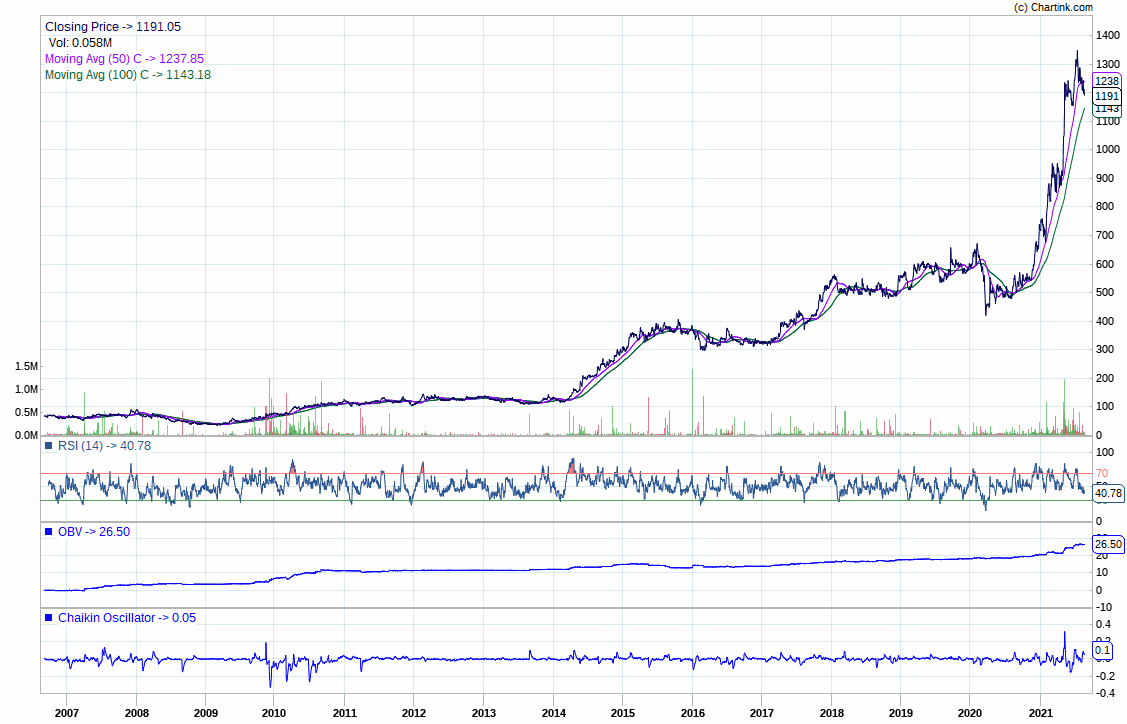 (c) Chartink.com
Closing Price -> 1191.05
Vol: 0.058M
Moving Avg (50) C -> 1237.85
Moving Avg (100) C -> 1143.18
1400
1300
1238
1191
1143
1100
1000
900
800
700
600
500
400
300
200
100
0
1.5M
1.0M
0.5M
0.0M
RSI (14) -> 40.78
100
70
40.78
0
OBV -> 26.50
26.50
20
10
0
-10
Chaikin Oscillator -> 0.05
0.4
0.2
0.1
-0.2
-0.4
2007 2008 2009 2010 2011 2012 2013 2014 2015 2016 2017 2018 2019 2020 2021